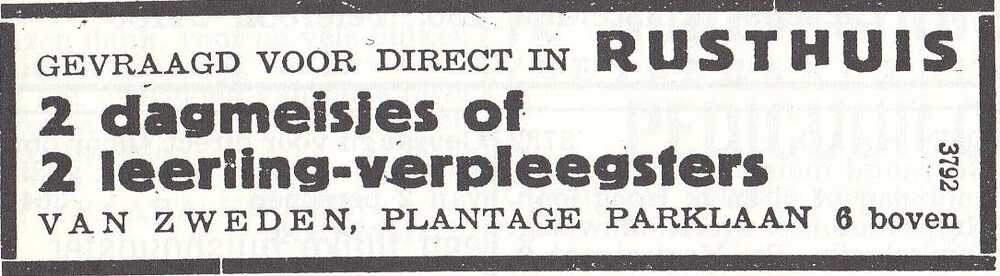 GEVRAAGD VOOR DIRECT IN RUSTHUIS
2 dagmeisjes of
2 leerling-verpleegsters
3792
VAN ZWEDEN, PLANTAGE PARKLAAN 6 boven